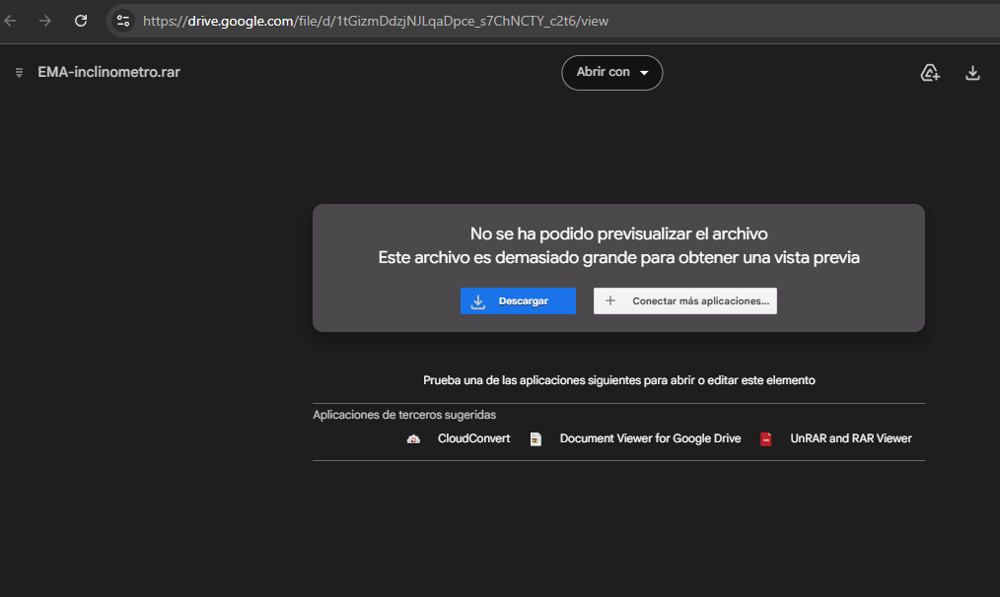 https://drive.google.com/file/d/1tGizmDdzjNJLqaDpce_s7ChNCTY_c2t6/view
EMA-inclinometro.rar
Abrir con
No se ha podido previsualizar el archivo
Este archivo es demasiado grande para obtener una vista previa
Descargar
Conectar más aplicaciones...
Prueba una de las aplicaciones siguientes para abrir o editar este elemento
Aplicaciones de terceros sugeridas
CloudConvert
Document Viewer for Google Drive
UnRAR and RAR Viewer